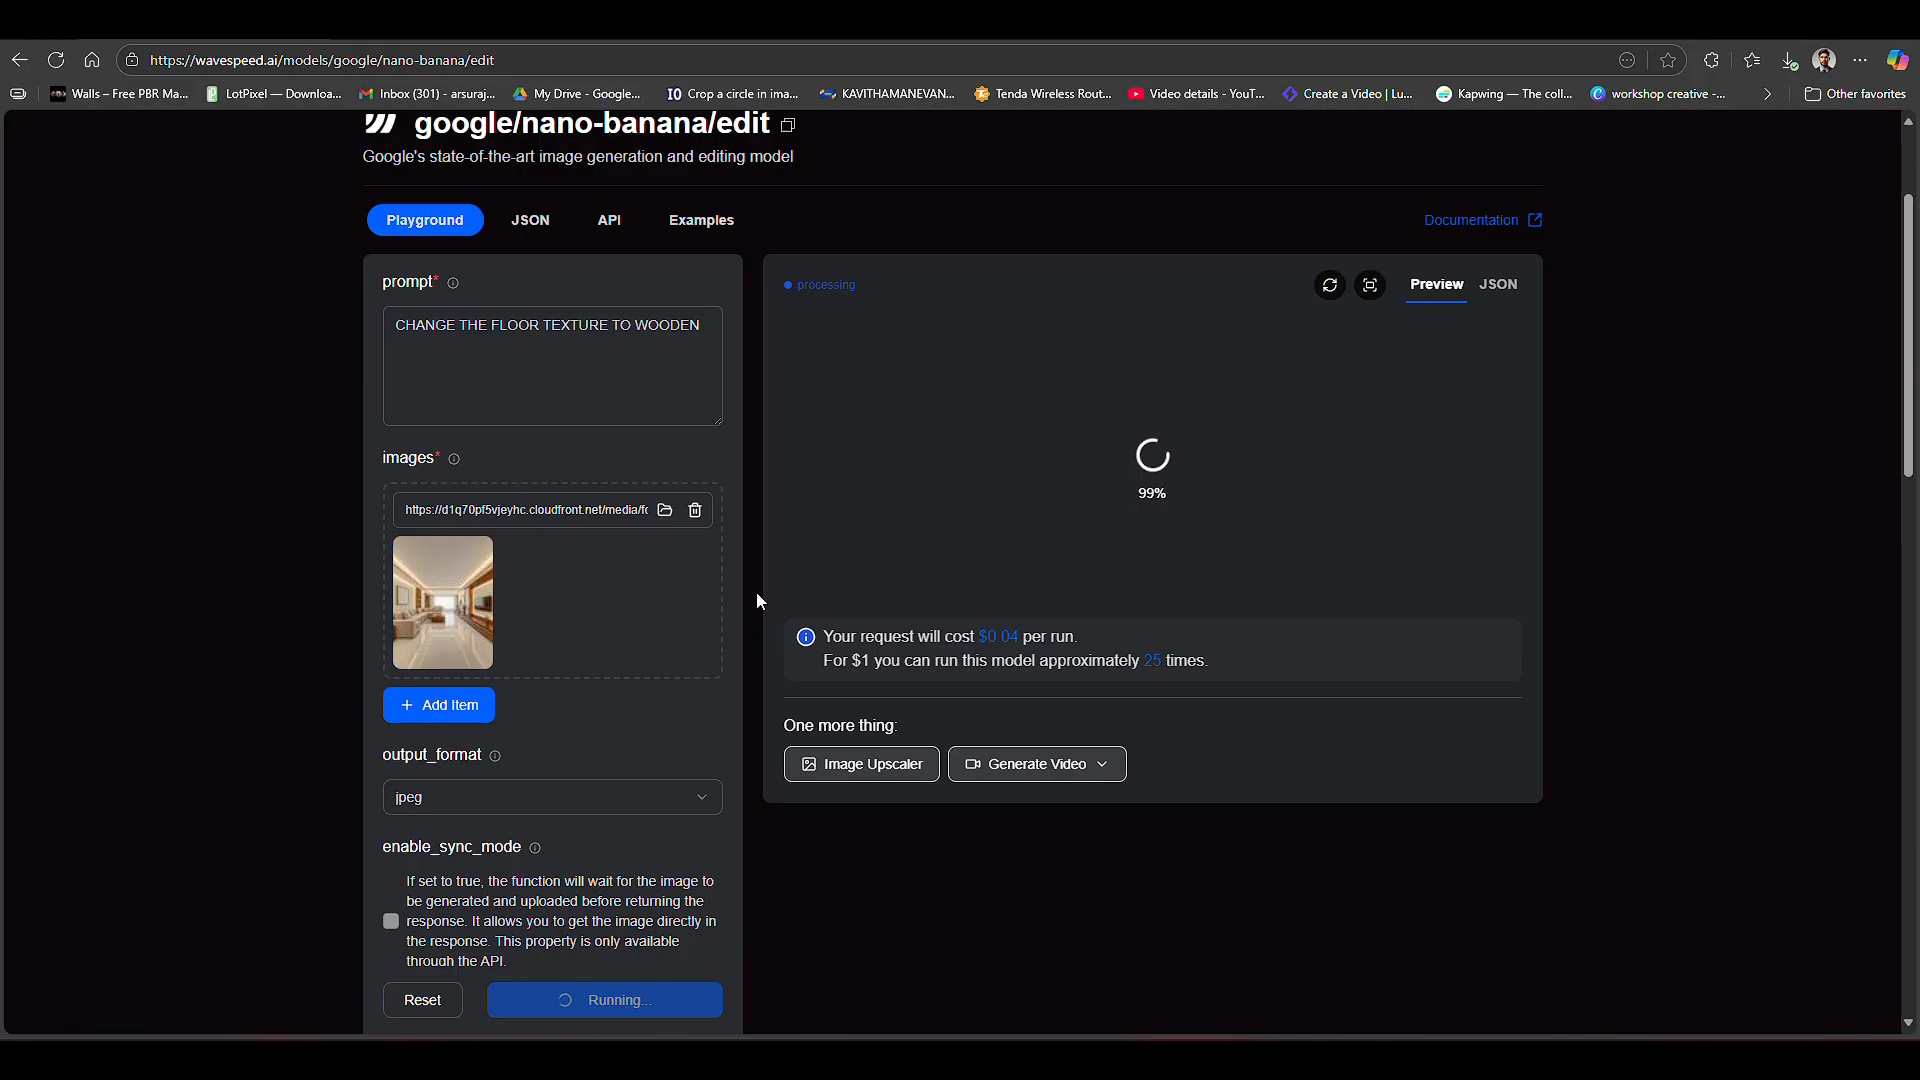 https://wavespeed.ai/models/google/nano-banana/edit
Walls – Free PBR Ma...
LotPixel — Downloa...
Inbox (301) - arsuraj...
My Drive - Google...
IO Crop a circle in ima...
KAVITHAMANEVAN...
Tenda Wireless Rout...
Video details - YouT...
Create a Video | Lu...
Kapwing — The coll...
workshop creative -...
Other favorites
google/nano-banana/edit
Google's state-of-the-art image generation and editing model
Playground JSON API Examples
Documentation
prompt*
CHANGE THE FLOOR TEXTURE TO WOODEN
images*
https://d1q70pf5vjeyhc.cloudfront.net/media/fc
+ Add Item
output_format
jpeg
enable_sync_mode
If set to true, the function will wait for the image to
be generated and uploaded before returning the
response. It allows you to get the image directly in
the response. This property is only available
through the API.
Reset
Running...
processing
Preview JSON
99%
Your request will cost $0.04 per run.
For $1 you can run this model approximately 25 times.
One more thing:
Image Upscaler
Generate Video